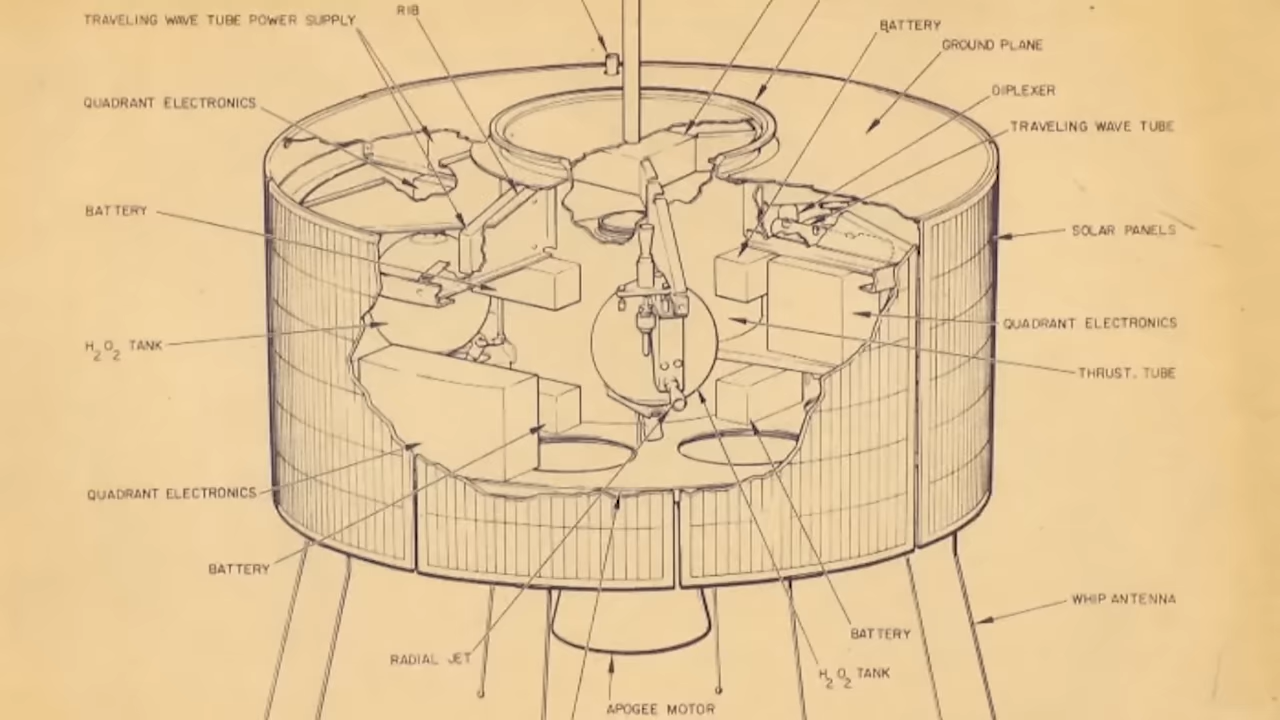 TRAVELING WAVE TUBE POWER SUPPLY
RIB
BATTERY
GROUND PLANE
QUADRANT ELECTRONICS
DIPLEXER
TRAVELING WAVE TUBE
BATTERY
SOLAR PANELS
H2O2 TANK
QUADRANT ELECTRONICS
THRUST. TUBE
QUADRANT ELECTRONICS
BATTERY
WHIP ANTENNA
BATTERY
RADIAL JET
H2O2 TANK
APOGEE MOTOR